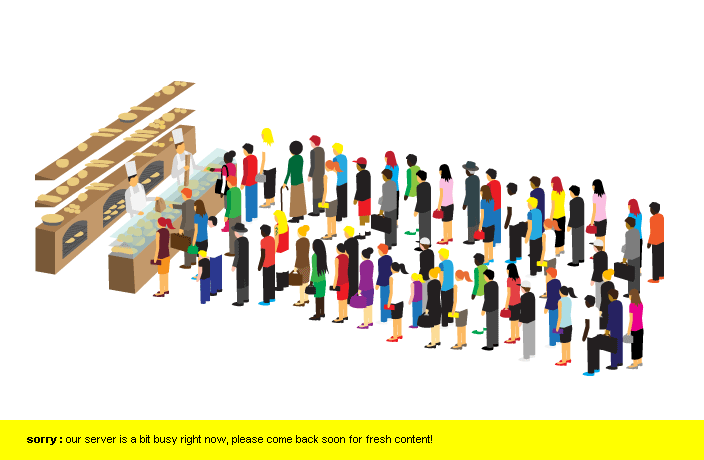 sorry : our server is a bit busy right now, please come back soon for fresh content!